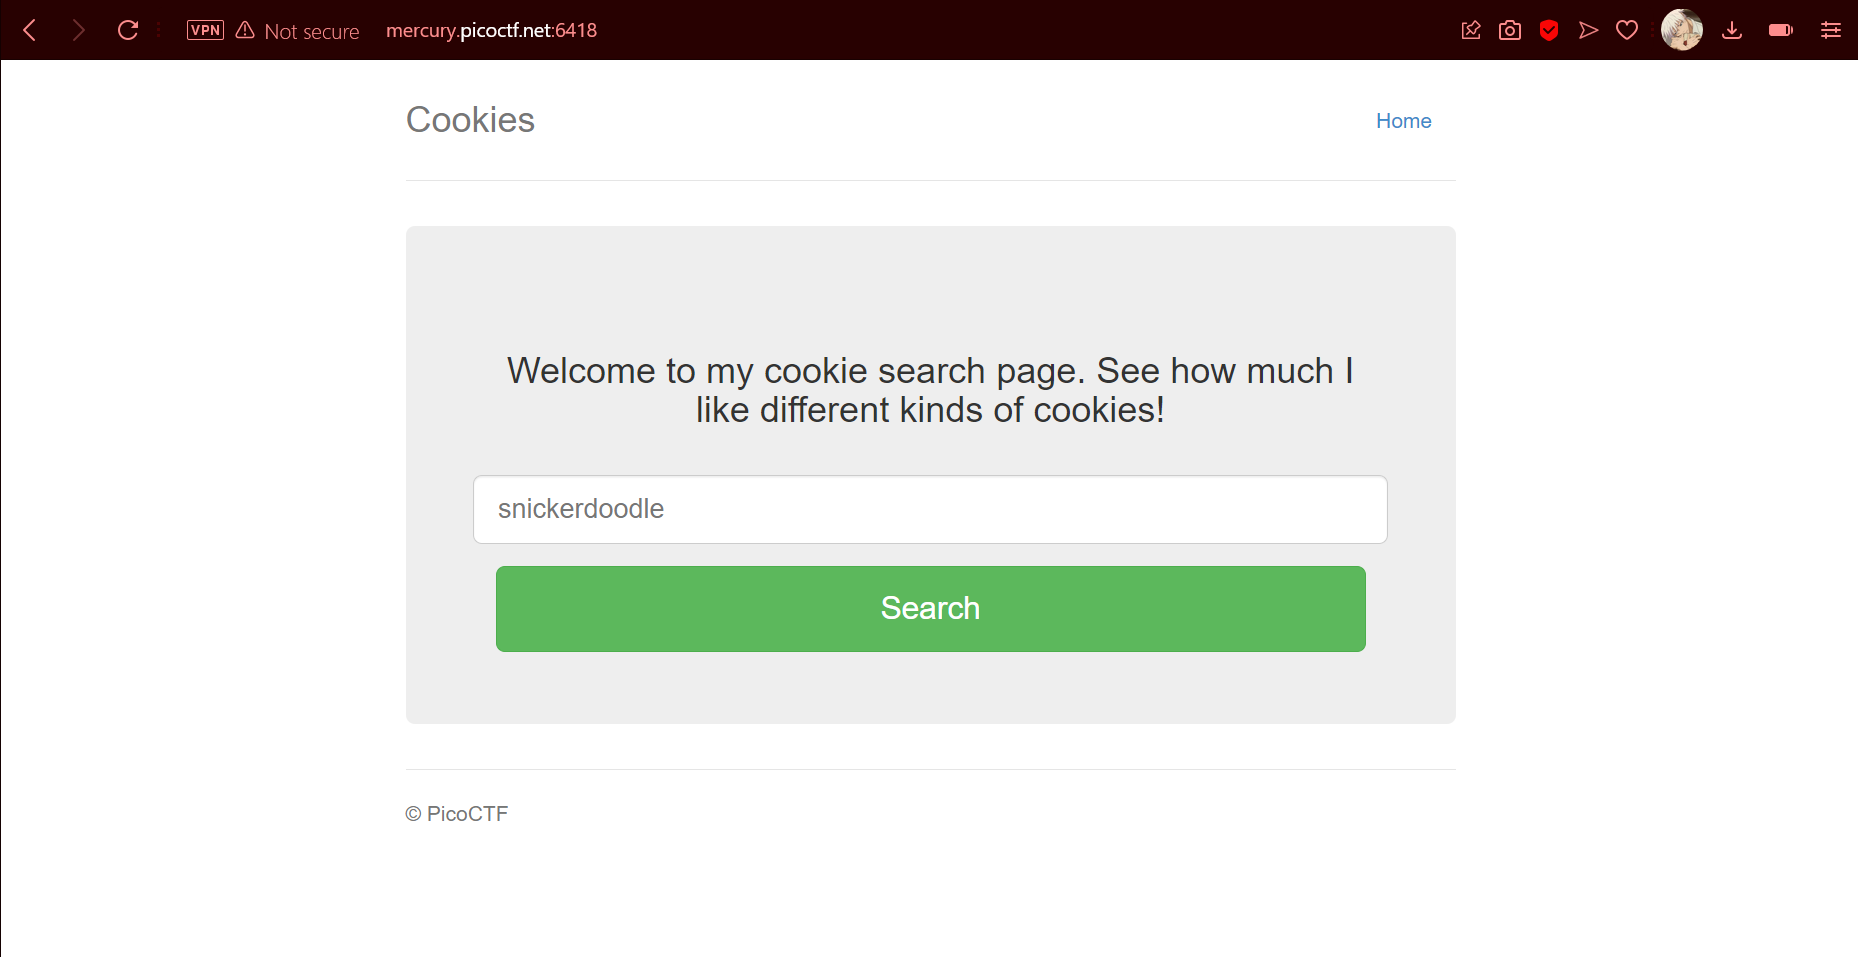 VPN Not secure mercury.picoctf.net:6418
Cookies Home
Welcome to my cookie search page. See how much I
like different kinds of cookies!
snickerdoodle
Search
© PicoCTF